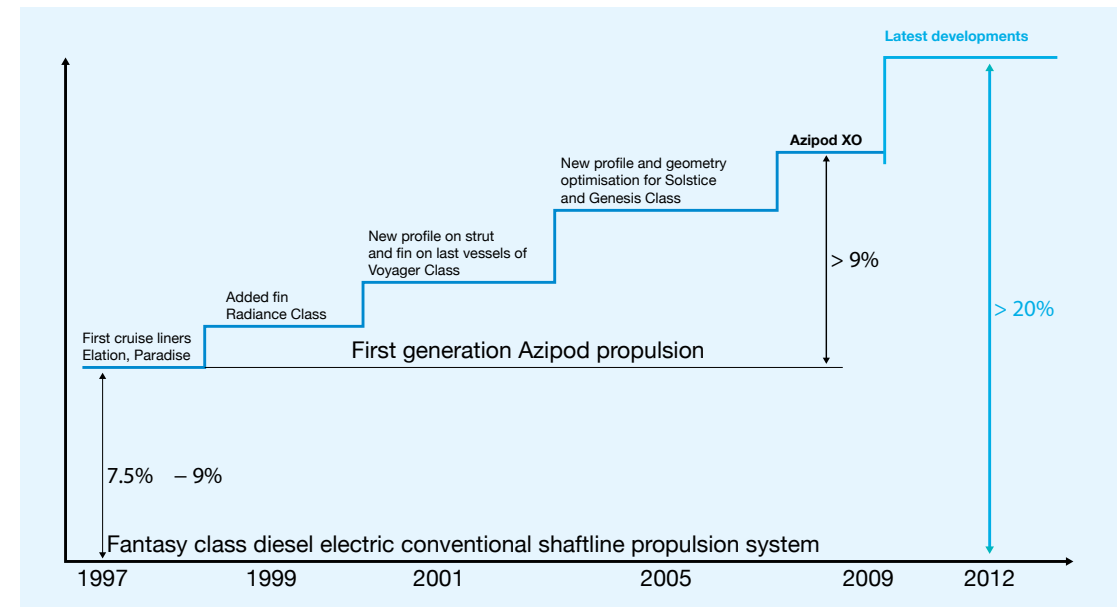 Latest developments
Azipod XO
New profile and geometry
optimisation for Solstice
and Genesis Class
New profile on strut
and fin on last vessels of
Voyager Class
> 9%
Added fin
Radiance Class
> 20%
First cruise liners
Elation, Paradise
First generation Azipod propulsion
7.5% – 9%
Fantasy class diesel electric conventional shaftline propulsion system
1997 1999 2001 2005 2009 2012